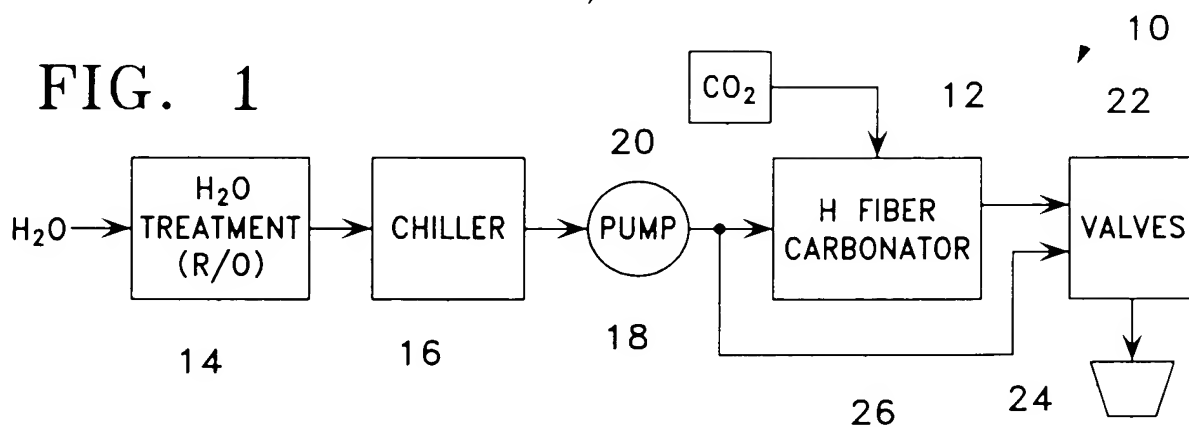 10
FIG. 1
CO₂
12
22
20
H₂O
H₂O
TREATMENT
(R/O)
CHILLER
PUMP
H FIBER
CARBONATOR
VALVES
14
16
18
26
24